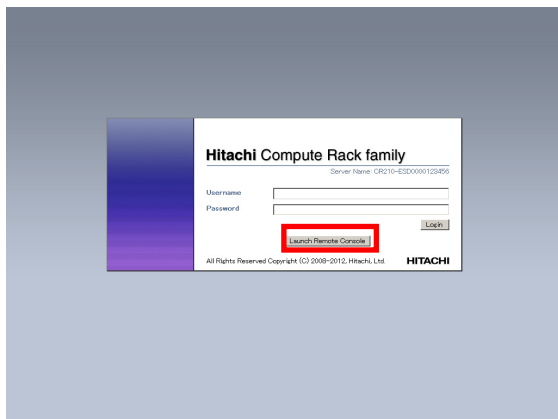 Hitachi Compute Rack family
Server Name: CR210-ESD0000123456
Username
Password
Login
Launch Remote Console
All Rights Reserved Copyright (C) 2008-2012, Hitachi, Ltd. HITACHI